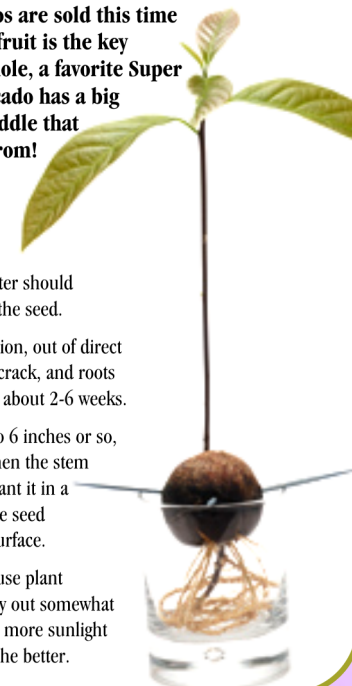 os are sold this time
fruit is the key
ole, a favorite Super
cado has a big
ddle that
rom!
ter should
the seed.
ion, out of direct
crack, and roots
about 2-6 weeks.
o 6 inches or so,
hen the stem
ant it in a
e seed
urface.
use plant
y out somewhat
more sunlight
he better.